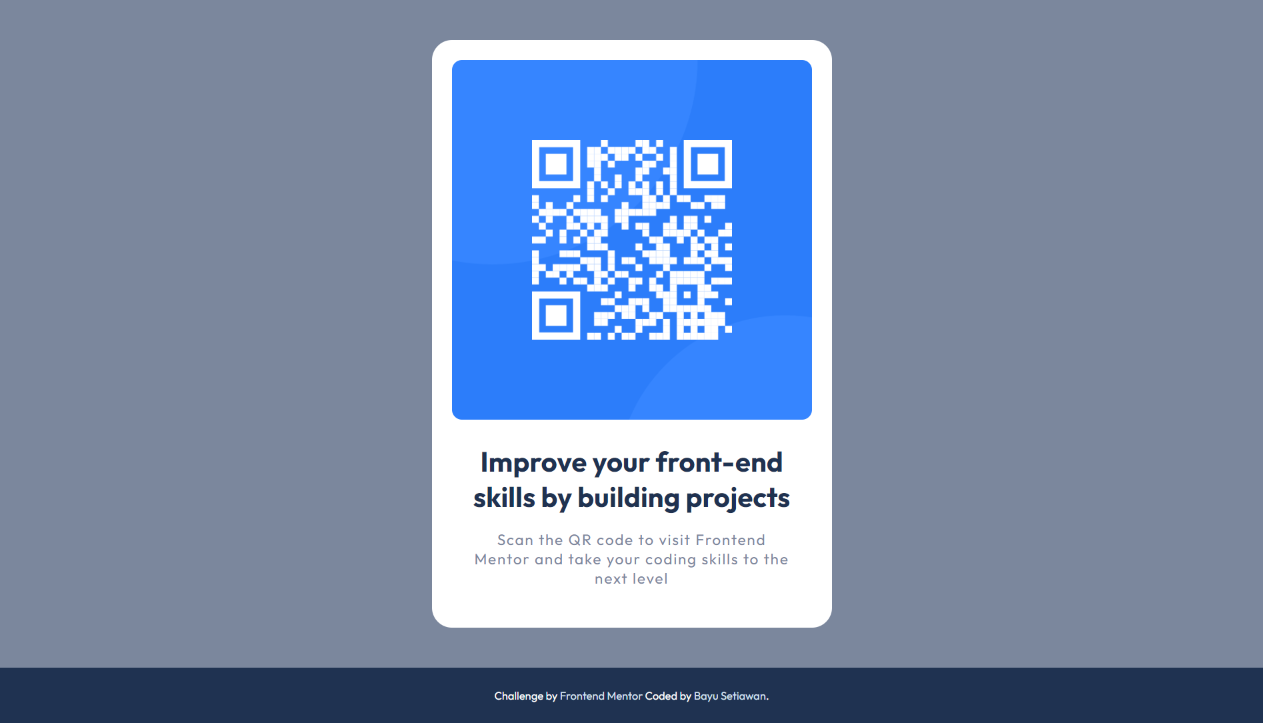 Improve your front-end
skills by building projects
Scan the QR code to visit Frontend
Mentor and take your coding skills to the
next level
Challenge by Frontend Mentor Coded by Bayu Setiawan.